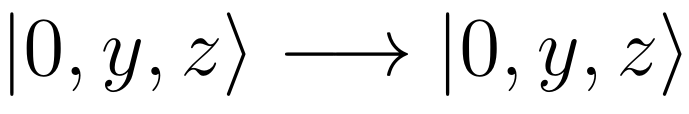 |0, y, z⟩ ⟶ |0, y, z⟩